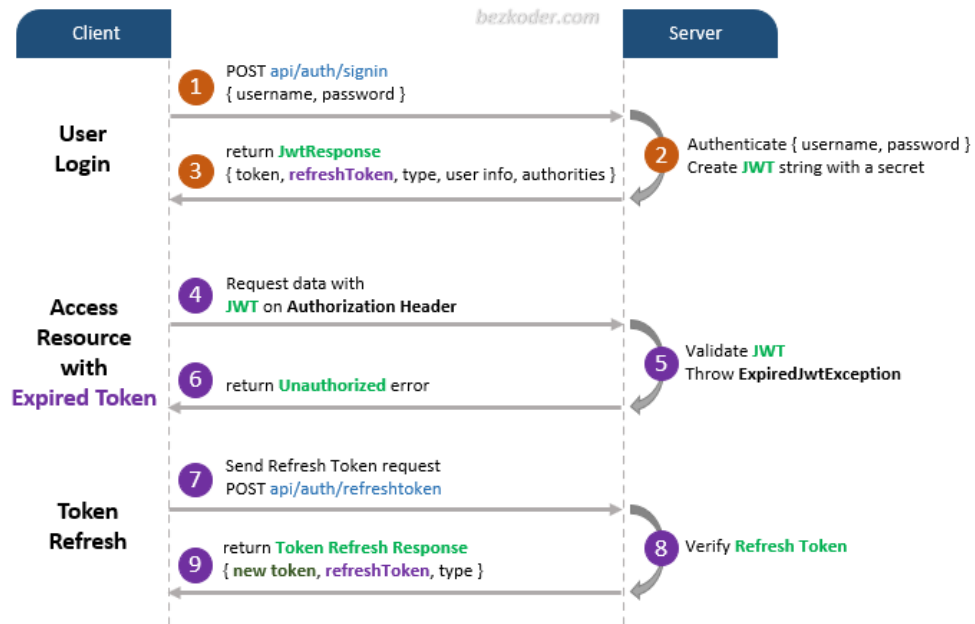 bezkoder.com
Client
Server
1
POST api/auth/signin
{ username, password }
User
Login
2
Authenticate { username, password }
Create JWT string with a secret
3
return JwtResponse
{ token, refreshToken, type, user info, authorities }
Access
Resource
with
Expired Token
4
Request data with
JWT on Authorization Header
5
Validate JWT
Throw ExpiredJwtException
6
return Unauthorized error
Token
Refresh
7
Send Refresh Token request
POST api/auth/refreshtoken
8
Verify Refresh Token
9
return Token Refresh Response
{ new token, refreshToken, type }